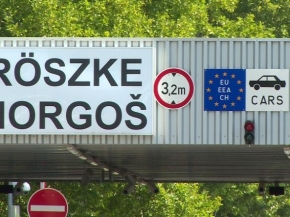 RÖSZKE
HORGOŠ
3,2m
EU
EEA
CH
CARS